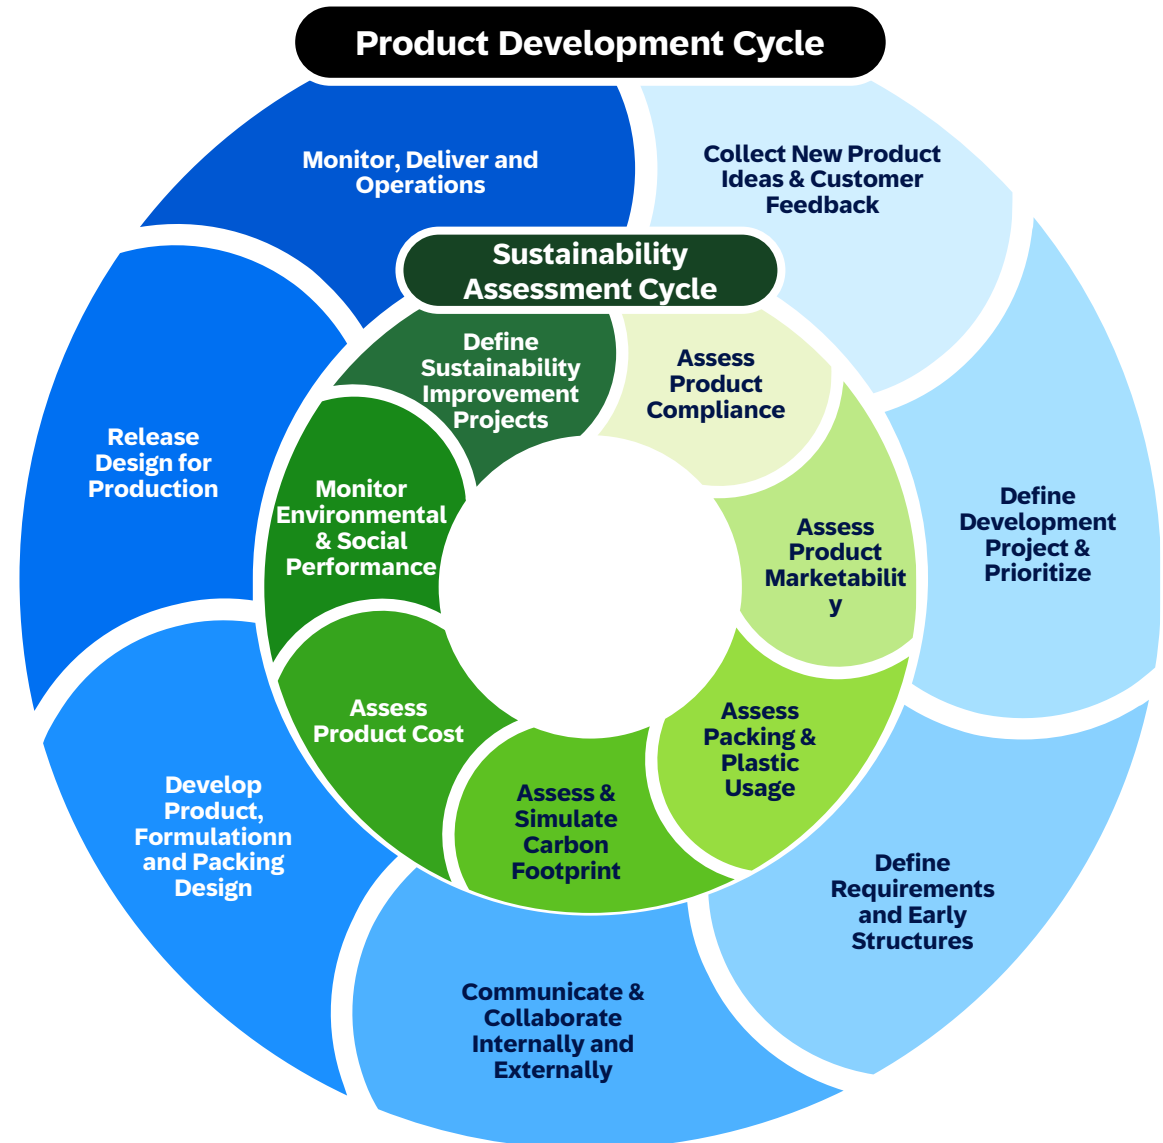 Product Development Cycle
Collect New Product
Ideas & Customer
Feedback
Define
Development
Project &
Prioritize
Define
Requirements
and Early
Structures
Communicate &
Collaborate
Internally and
Externally
Develop
Product,
Formulationn
and Packing
Design
Release
Design for
Production
Monitor, Deliver and
Operations
Sustainability
Assessment Cycle
Assess
Product
Compliance
Assess
Product
Marketabilit
y
Assess
Packing &
Plastic
Usage
Assess &
Simulate
Carbon
Footprint
Assess
Product Cost
Monitor
Environmental
& Social
Performance
Define
Sustainability
Improvement
Projects